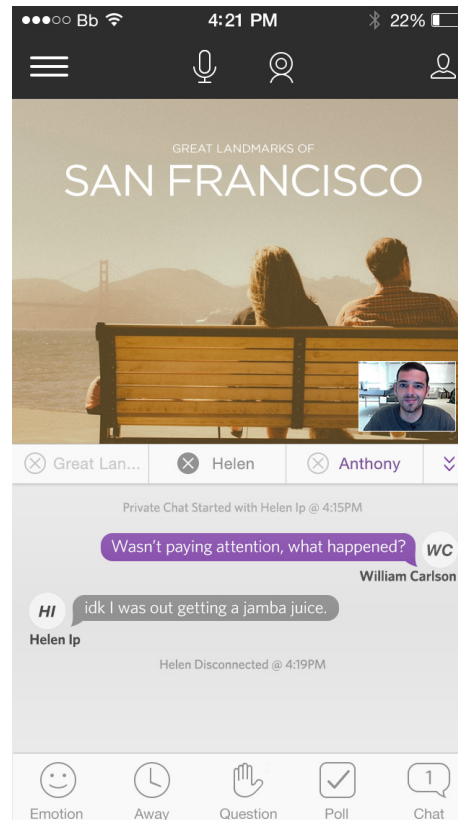 Bb 4:21 PM 22%
GREAT LANDMARKS OF
SAN FRANCISCO
Great Lan... Helen Anthony
Private Chat Started with Helen Ip @ 4:15PM
Wasn't paying attention, what happened? WC
William Carlson
HI idk I was out getting a jamba juice.
Helen Ip
Helen Disconnected @ 4:19PM
1
Emotion Away Question Poll Chat